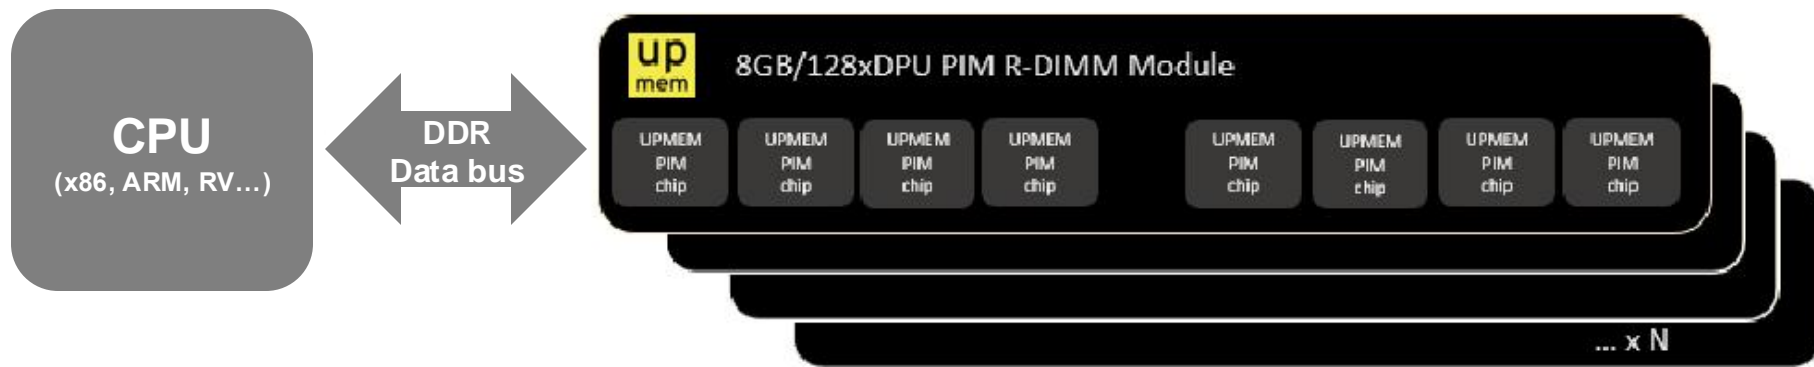 CPU
(x86, ARM, RV...)
DDR
Data bus
up
mem
8GB/128xDPU PIM R-DIMM Module
UPMEM
PIM
chip
UPMEM
PIM
chip
UPMEM
PIM
chip
UPMEM
PIM
chip
UPMEM
PIM
chip
UPMEM
PIM
chip
UPMEM
PIM
chip
UPMEM
PIM
chip
... x N